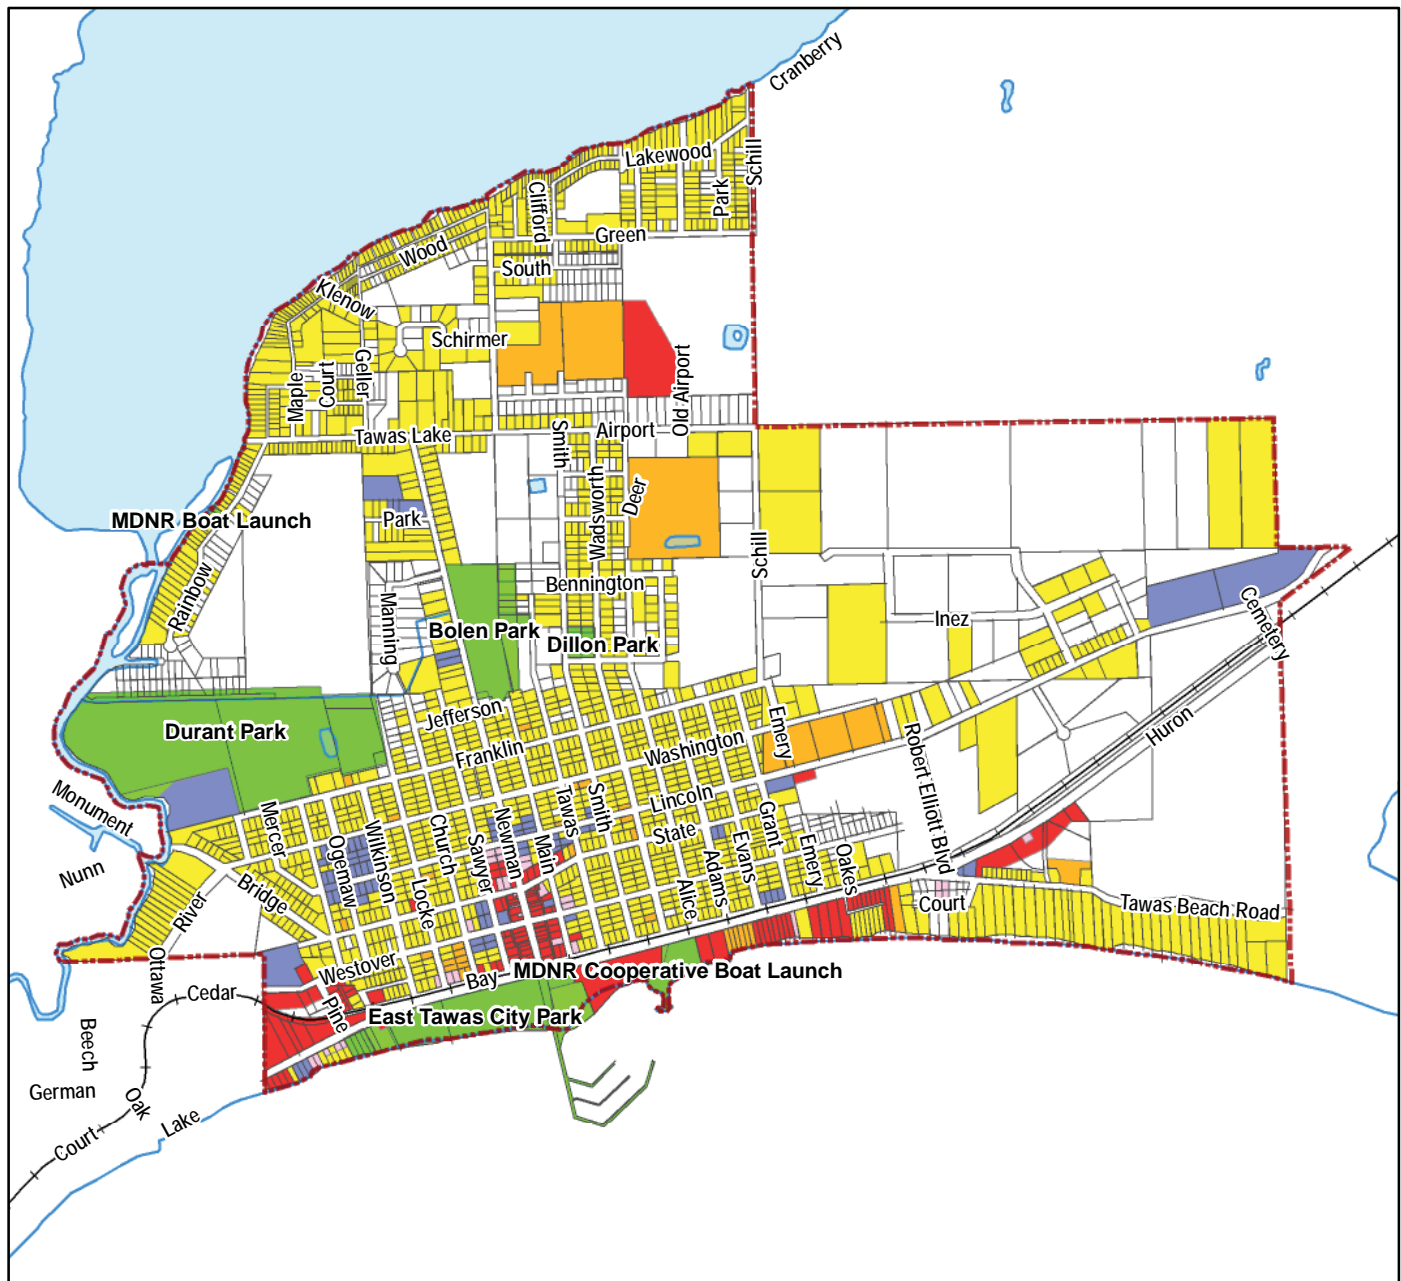 Cranberry
Lakewood
Schill
Park
Clifford
Green
Wood
South
Klenow
Schirmer
Geller
Court
Maple
Old Airport
Tawas Lake
Smith
Airport
Wadsworth
Deer
MDNR Boat Launch
Park
Schill
Rainbow
Manning
Bennington
Inez
Cemetery
Bolen Park
Dillon Park
Durant Park
Jefferson
Franklin
Washington
Emery
Robert Elliott Blvd
Huron
Monument
Nunn
Mercer
Ogemaw
Wilkinson
Church
Sawyer
Newman
Main
Tawas
Smith
Lincoln
State
Grant
Evans
Emery
Oakes
Adams
Alice
Bridge
River
Locke
Court
Tawas Beach Road
Ottawa
Westover
Bay
MDNR Cooperative Boat Launch
Cedar
Pine
East Tawas City Park
Beech
German
Oak
Court
Lake